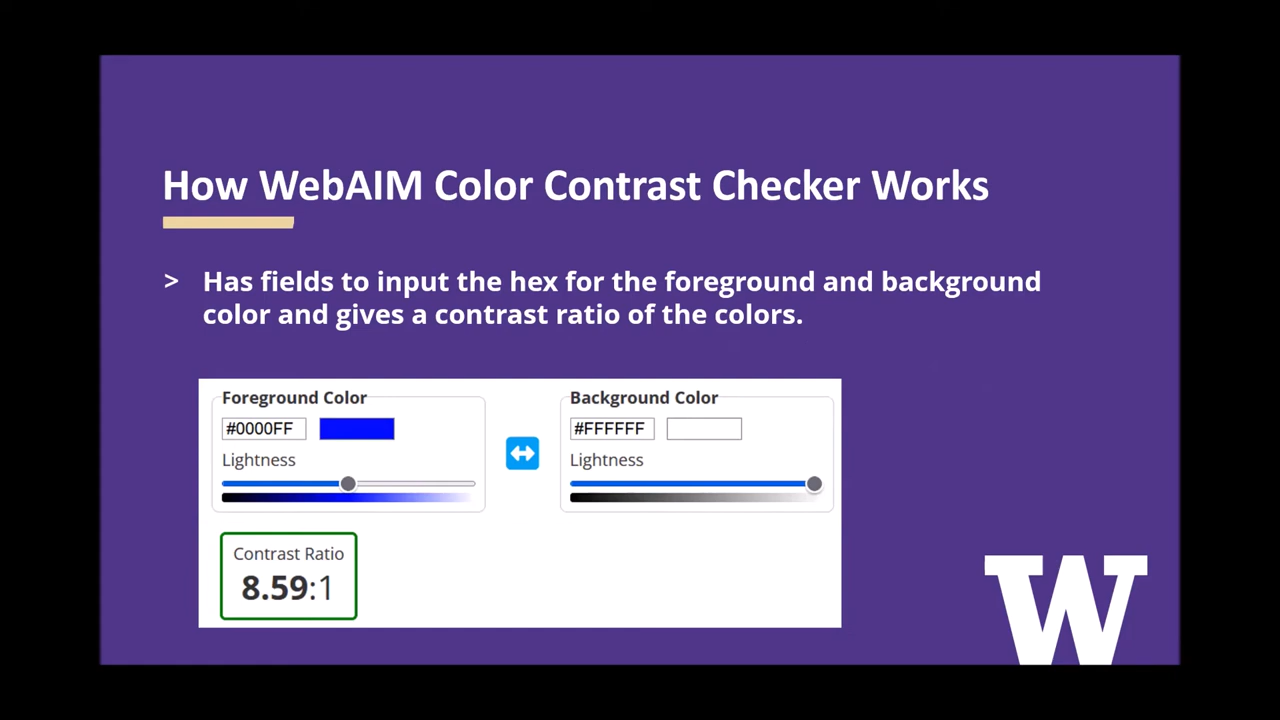 How WebAIM Color Contrast Checker Works
> Has fields to input the hex for the foreground and background
color and gives a contrast ratio of the colors.
Foreground Color
#0000FF
Lightness
Background Color
#FFFFFF
Lightness
Contrast Ratio
8.59:1
W